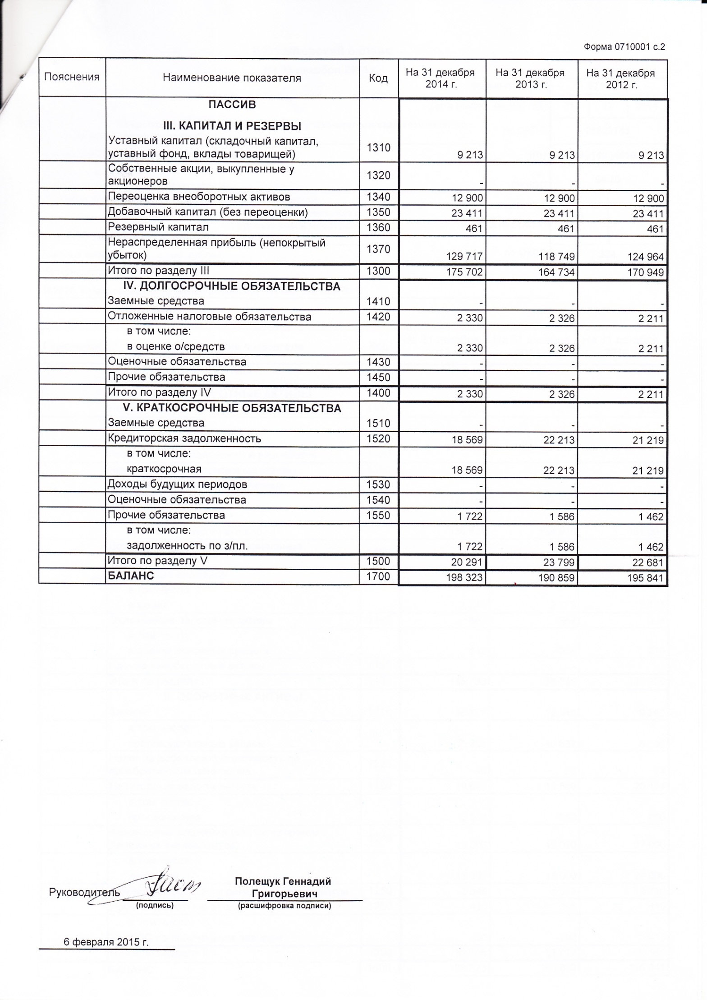 Форма 0710001 с.2
Пояснения Наименование показателя Код На 31 декабря 2014 г. На 31 декабря 2013 г. На 31 декабря 2012 г.
ПАССИВ
III. КАПИТАЛ И РЕЗЕРВЫ
Уставный капитал (складочный капитал,
уставный фонд, вклады товарищей) 1310 9 213 9 213 9 213
Собственные акции, выкупленные у
акционеров 1320 - - -
Переоценка внеоборотных активов 1340 12 900 12 900 12 900
Добавочный капитал (без переоценки) 1350 23 411 23 411 23 411
Резервный капитал 1360 461 461 461
Нераспределенная прибыль (непокрытый
убыток) 1370 129 717 118 749 124 964
Итого по разделу III 1300 175 702 164 734 170 949
IV. ДОЛГОСРОЧНЫЕ ОБЯЗАТЕЛЬСТВА
Заемные средства 1410 - - -
Отложенные налоговые обязательства 1420 2 330 2 326 2 211
в том числе:
в оценке о/средств 2 330 2 326 2 211
Оценочные обязательства 1430 - - -
Прочие обязательства 1450 - - -
Итого по разделу IV 1400 2 330 2 326 2 211
V. КРАТКОСРОЧНЫЕ ОБЯЗАТЕЛЬСТВА
Заемные средства 1510 - - -
Кредиторская задолженность 1520 18 569 22 213 21 219
в том числе:
краткосрочная 18 569 22 213 21 219
Доходы будущих периодов 1530 - - -
Оценочные обязательства 1540 - - -
Прочие обязательства 1550 1 722 1 586 1 462
в том числе:
задолженность по з/пл. 1 722 1 586 1 462
Итого по разделу V 1500 20 291 23 799 22 681
БАЛАНС 1700 198 323 190 859 195 841
Полещук Геннадий
Руководитель Григорьевич
(подпись) (расшифровка подписи)
6 февраля 2015 г.